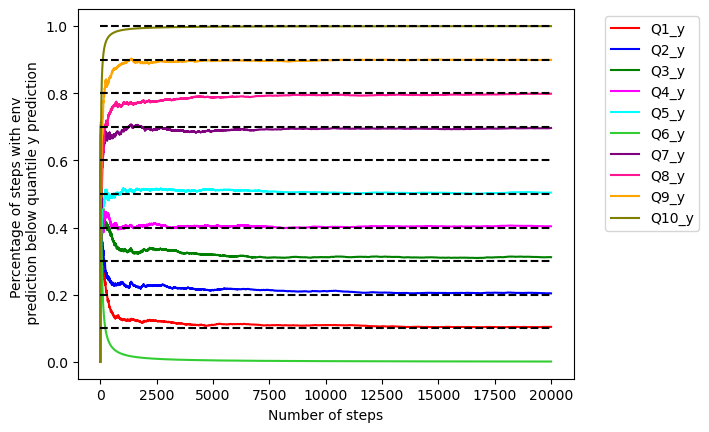 Percentage of steps with env
prediction below quantile y prediction
1.0
0.8
0.6
0.4
0.2
0.0
0
2500
5000
7500
10000
12500
15000
17500
20000
Number of steps
Q1_y
Q2_y
Q3_y
Q4_y
Q5_y
Q6_y
Q7_y
Q8_y
Q9_y
Q10_y